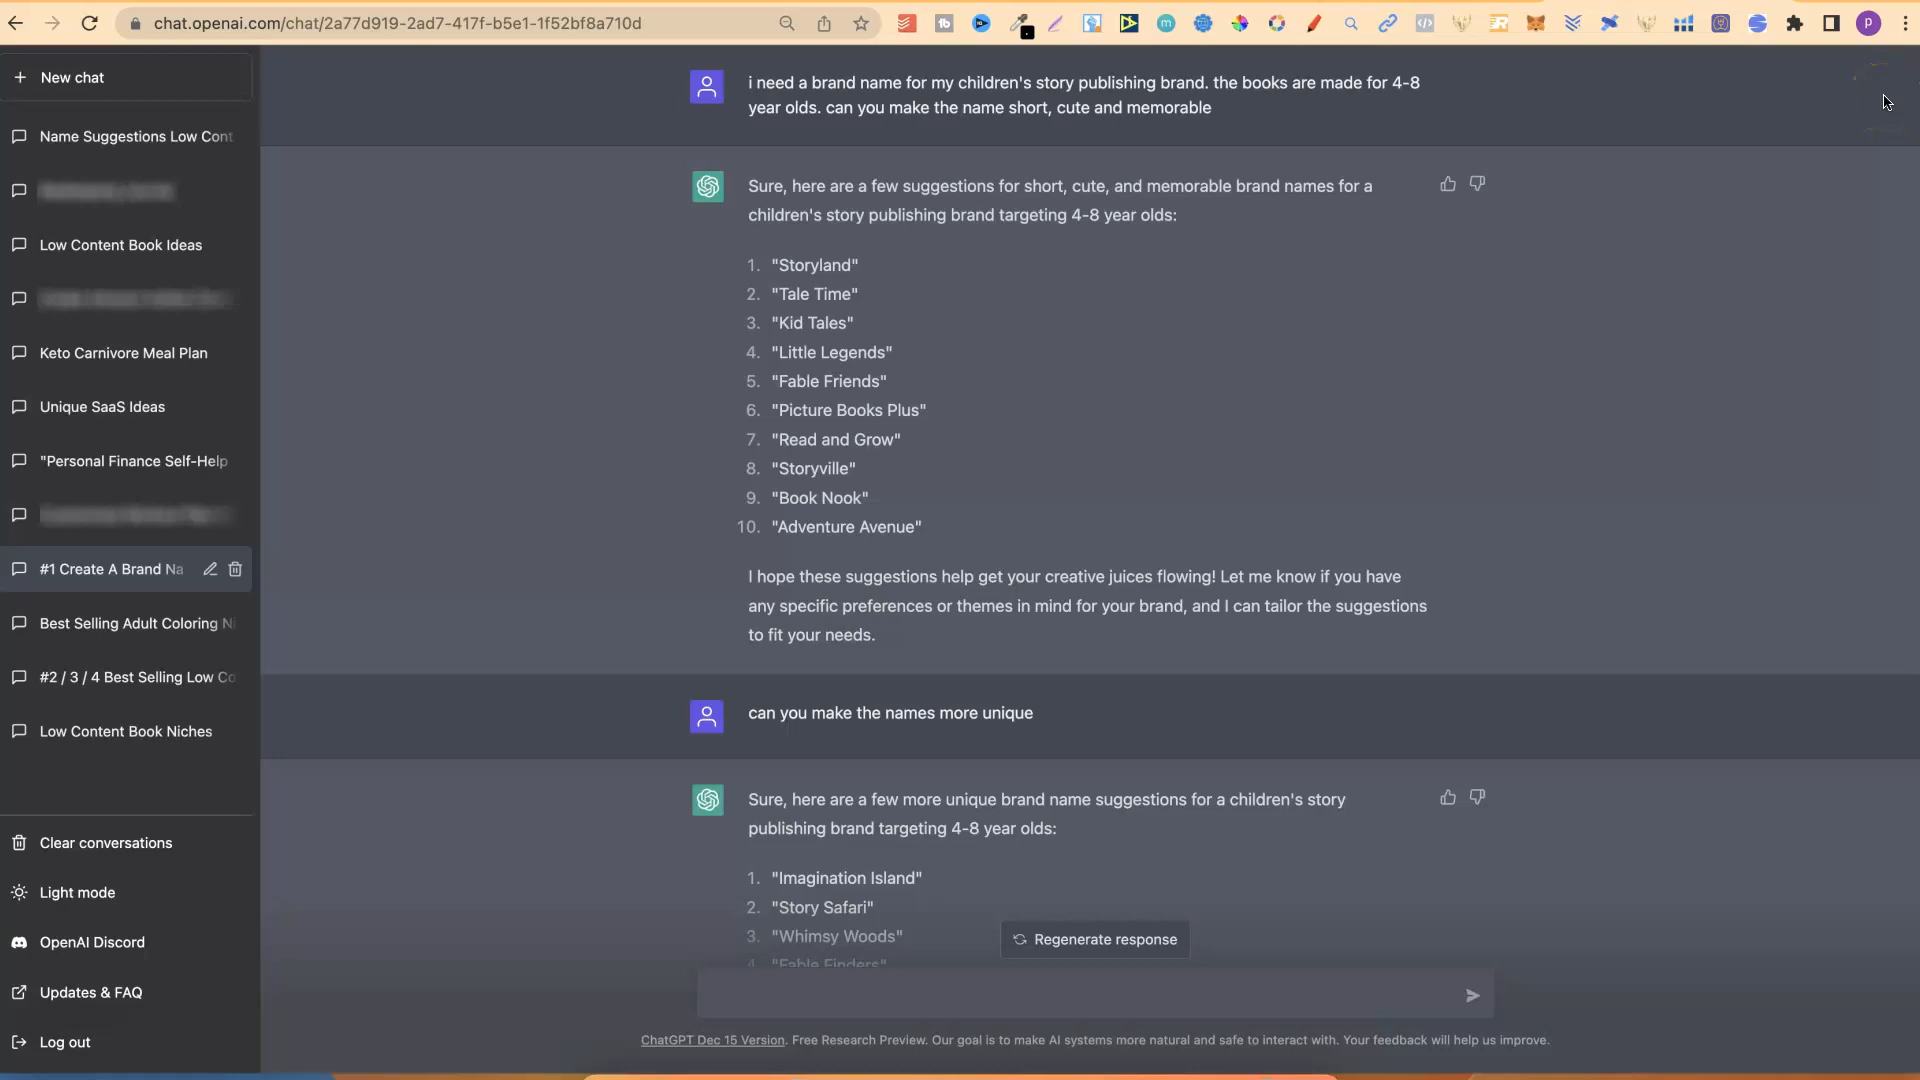 chat.openai.com/chat/2a77d919-2ad7-417f-b5e1-1f52bf8a710d
New chat
Name Suggestions Low Cont
Low Content Book Ideas
Keto Carnivore Meal Plan
Unique SaaS Ideas
"Personal Finance Self-Help
#1 Create A Brand Na
Best Selling Adult Coloring Ni
#2 / 3 / 4 Best Selling Low Co
Low Content Book Niches
Clear conversations
Light mode
OpenAI Discord
Updates & FAQ
Log out
i need a brand name for my children's story publishing brand. the books are made for 4-8
year olds. can you make the name short, cute and memorable
Sure, here are a few suggestions for short, cute, and memorable brand names for a
children's story publishing brand targeting 4-8 year olds:
1. "Storyland"
2. "Tale Time"
3. "Kid Tales"
4. "Little Legends"
5. "Fable Friends"
6. "Picture Books Plus"
7. "Read and Grow"
8. "Storyville"
9. "Book Nook"
10. "Adventure Avenue"
I hope these suggestions help get your creative juices flowing! Let me know if you have
any specific preferences or themes in mind for your brand, and I can tailor the suggestions
to fit your needs.
can you make the names more unique
Sure, here are a few more unique brand name suggestions for a children's story
publishing brand targeting 4-8 year olds:
1. "Imagination Island"
2. "Story Safari"
3. "Whimsy Woods"
4. "Fable Finders"
Regenerate response
ChatGPT Dec 15 Version. Free Research Preview. Our goal is to make AI systems more natural and safe to interact with. Your feedback will help us improve.